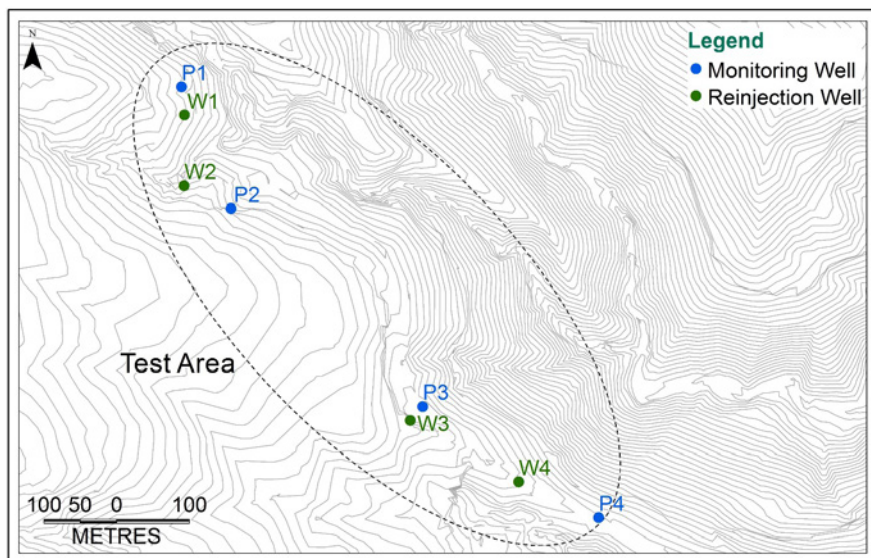 N
Legend
Monitoring Well
Reinjection Well
P1
W1
W2
P2
Test Area
P3
W3
W4
P4
100 50 0 100
METRES